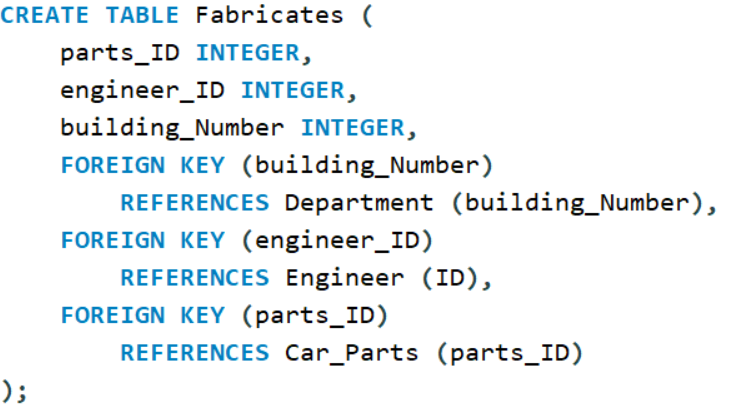 CREATE TABLE Fabricates (
    parts_ID INTEGER,
    engineer_ID INTEGER,
    building_Number INTEGER,
    FOREIGN KEY (building_Number)
        REFERENCES Department (building_Number),
    FOREIGN KEY (engineer_ID)
        REFERENCES Engineer (ID),
    FOREIGN KEY (parts_ID)
        REFERENCES Car_Parts (parts_ID)
);